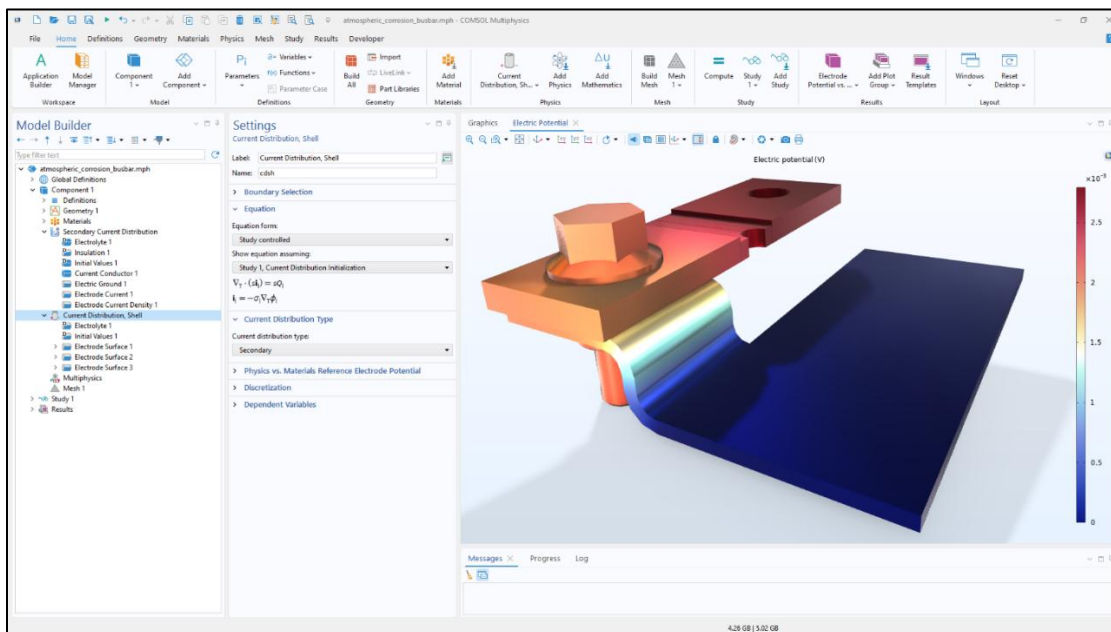 atmospheric_corrosion_busbar.mph - COMSOL Multiphysics
File Home Definitions Geometry Materials Physics Mesh Study Results Developer
Application Builder
Model Manager
Workspace
Component 1
Add Component
Model
Pi
Parameters
a= Variables
f(x) Functions
Parameter Case
Definitions
Build All
Import
LiveLink
Part Libraries
Geometry
Add Material
Materials
Current Distribution, Sh...
Add Physics
Add Mathematics
Physics
Build Mesh
Mesh 1
Mesh
Compute
Study 1
Add Study
Study
Electrode Potential vs. ...
Add Plot Group
Result Templates
Results
Windows
Reset Desktop
Layout
Model Builder
Type filter text
atmospheric_corrosion_busbar.mph
Global Definitions
Component 1
Definitions
Geometry 1
Materials
Secondary Current Distribution
Electrolyte 1
Insulation 1
Initial Values 1
Current Conductor 1
Electric Ground 1
Electrode Current 1
Electrode Current Density 1
Current Distribution, Shell
Electrolyte 1
Initial Values 1
Electrode Surface 1
Electrode Surface 2
Electrode Surface 3
Multiphysics
Mesh 1
Study 1
Results
Settings
Current Distribution, Shell
Label: Current Distribution, Shell
Name: cdsh
Boundary Selection
Equation
Equation form:
Study controlled
Show equation assuming:
Study 1, Current Distribution Initialization
∇T · (sil) = sQl
il = −σl∇Tϕl
Current Distribution Type
Current distribution type:
Secondary
Physics vs. Materials Reference Electrode Potential
Discretization
Dependent Variables
Graphics Electric Potential
Electric potential (V)
×10⁻³
2.5
2
1.5
1
0.5
0
Messages Progress Log
4.26 GB | 5.02 GB